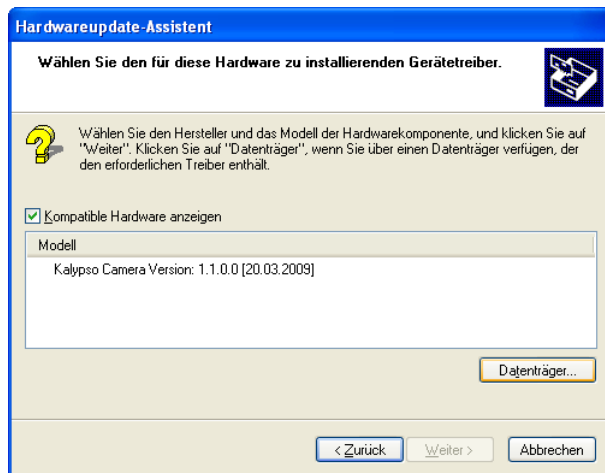 Hardwareupdate-Assistent
Wählen Sie den für diese Hardware zu installierenden Gerätetreiber.
Wählen Sie den Hersteller und das Modell der Hardwarekomponente, und klicken Sie auf
"Weiter". Klicken Sie auf "Datenträger", wenn Sie über einen Datenträger verfügen, der
den erforderlichen Treiber enthält.
Kompatible Hardware anzeigen
Modell
Kalypso Camera Version: 1.1.0.0 [20.03.2009]
Datenträger...
< Zurück
Weiter >
Abbrechen